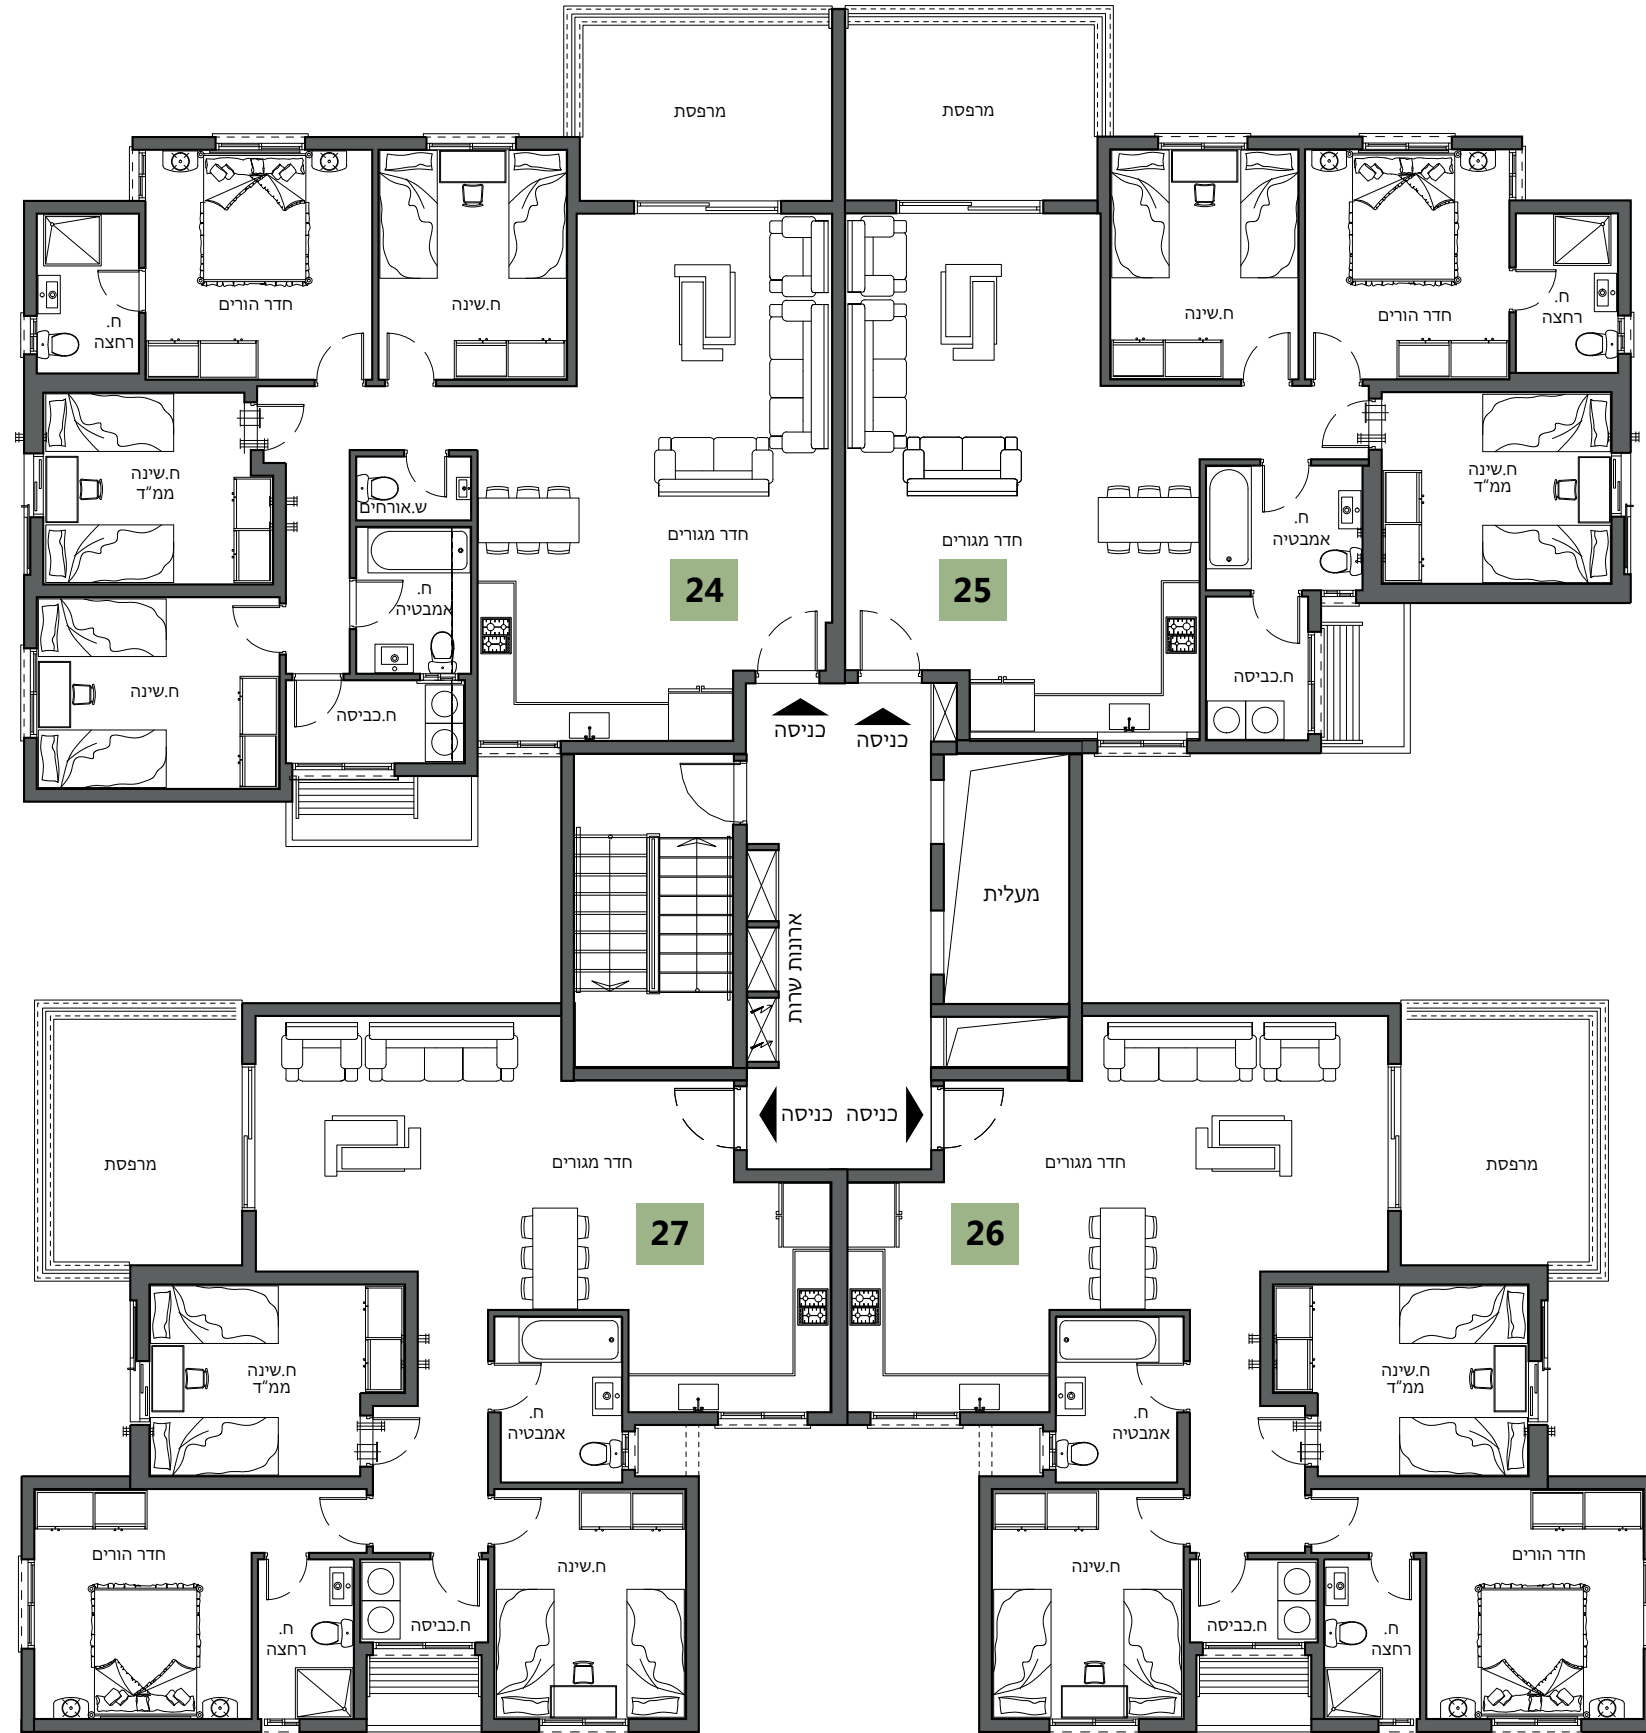 מרפסת
מרפסת
חדר הורים
ח.שינה
ח.
רחצה
ח.שינה
חדר הורים
ח.
רחצה
ח.שינה
ממ״ד
ש.אורחים
חדר מגורים
24
חדר מגורים
25
ח.
אמבטיה
ח.שינה
ממ״ד
ח.
אמבטיה
ח.שינה
ח.כביסה
ח.כביסה
כניסה
כניסה
מעלית
ארונות שרות
כניסה
כניסה
מרפסת
חדר מגורים
חדר מגורים
מרפסת
27
26
ח.שינה
ממ״ד
ח.
אמבטיה
ח.
אמבטיה
ח.שינה
ממ״ד
חדר הורים
ח.שינה
ח.שינה
חדר הורים
ח.
רחצה
ח.כביסה
ח.כביסה
ח.
רחצה